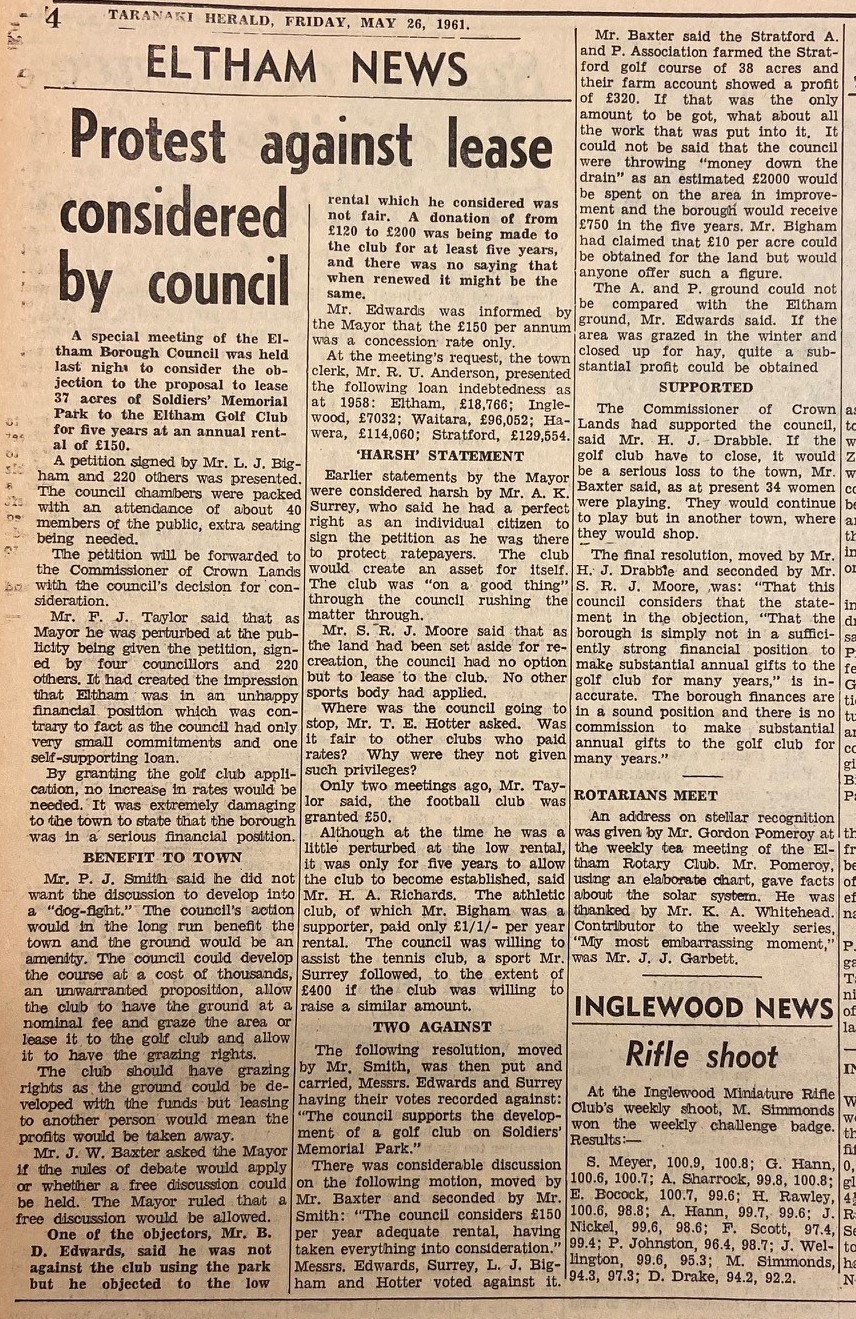 4
TARANAKI HERALD, FRIDAY, MAY 26, 1961.
ELTHAM NEWS
Protest against lease
considered
by council
A special meeting of the El-
tham Borough Council was held
last night to consider the ob-
jection to the proposal to lease
37 acres of Soldiers' Memorial
Park to the Eltham Golf Club
for five years at an annual rent-
al of £150.
A petition signed by Mr. L. J. Big-
ham and 220 others was presented.
The council chambers were packed
with an attendance of about 40
members of the public, extra seating
being needed.
The petition will be forwarded to
the Commissioner of Crown Lands
with the council's decision for con-
sideration.
Mr. F. J. Taylor said that as
Mayor he was perturbed at the pub-
licity being given the petition, sign-
ed by four councillors and 220
others. It had created the impression
that Eltham was in an unhappy
financial position which was con-
trary to fact as the council had only
very small commitments and one
self-supporting loan.
By granting the golf club appli-
cation, no increase in rates would be
needed. It was extremely damaging
to the town to state that the borough
was in a serious financial position.
BENEFIT TO TOWN
Mr. P. J. Smith said he did not
want the discussion to develop into
a "dog-fight." The council's action
would in the long run benefit the
town and the ground would be an
amenity. The council could develop
the course at a cost of thousands,
an unwarranted proposition, allow
the club to have the ground at a
nominal fee and graze the area or
lease it to the golf club and allow
it to have the grazing rights.
The club should have grazing
rights as the ground could be de-
veloped with the funds but leasing
to another person would mean the
profits would be taken away.
Mr. J. W. Baxter asked the Mayor
if the rules of debate would apply
or whether a free discussion could
be held. The Mayor ruled that a
free discussion would be allowed.
One of the objectors, Mr. B.
D. Edwards, said he was not
against the club using the park
but he objected to the low
rental which he considered was
not fair. A donation of from
£120 to £200 was being made to
the club for at least five years,
and there was no saying that
when renewed it might be the
same.
Mr. Edwards was informed by
the Mayor that the £150 per annum
was a concession rate only.
At the meeting's request, the town
clerk, Mr. R. U. Anderson, presented
the following loan indebtedness as
at 1958: Eltham, £18,766; Ingle-
wood, £7032; Waitara, £96,052; Ha-
wera, £114,060; Stratford, £129,554.
'HARSH' STATEMENT
Earlier statements by the Mayor
were considered harsh by Mr. A. K.
Surrey, who said he had a perfect
right as an individual citizen to
sign the petition as he was there
to protect ratepayers. The club
would create an asset for itself.
The club was "on a good thing"
through the council rushing the
matter through.
Mr. S. R. J. Moore said that as
the land had been set aside for re-
creation, the council had no option
but to lease to the club. No other
sports body had applied.
Where was the council going to
stop, Mr. T. E. Hotter asked. Was
it fair to other clubs who paid
rates? Why were they not given
such privileges?
Only two meetings ago, Mr. Tay-
lor said, the football club was
granted £50.
Although at the time he was a
little perturbed at the low rental,
it was only for five years to allow
the club to become established, said
Mr. H. A. Richards. The athletic
club, of which Mr. Bigham was a
supporter, paid only £1/1/- per year
rental. The council was willing to
assist the tennis club, a sport Mr.
Surrey followed, to the extent of
£400 if the club was willing to
raise a similar amount.
TWO AGAINST
The following resolution, moved
by Mr. Smith, was then put and
carried, Messrs. Edwards and Surrey
having their votes recorded against:
"The council supports the develop-
ment of a golf club on Soldiers'
Memorial Park."
There was considerable discussion
on the following motion, moved by
Mr. Baxter and seconded by Mr.
Smith: "The council considers £150
per year adequate rental, having
taken everything into consideration."
Messrs. Edwards, Surrey, L. J. Big-
ham and Hotter voted against it.
Mr. Baxter said the Stratford A.
and P. Association farmed the Strat-
ford golf course of 38 acres and
their farm account showed a profit
of £320. If that was the only
amount to be got, what about all
the work that was put into it. It
could not be said that the council
were throwing "money down the
drain" as an estimated £2000 would
be spent on the area in improve-
ment and the borough would receive
£750 in the five years. Mr. Bigham
had claimed that £10 per acre could
be obtained for the land but would
anyone offer such a figure.
The A. and P. ground could not
be compared with the Eltham
ground, Mr. Edwards said. If the
area was grazed in the winter and
closed up for hay, quite a sub-
stantial profit could be obtained
SUPPORTED
The Commissioner of Crown
Lands had supported the council,
said Mr. H. J. Drabble. If the
golf club have to close, it would
be a serious loss to the town, Mr.
Baxter said, as at present 34 women
were playing. They would continue
to play but in another town, where
they would shop.
The final resolution, moved by Mr.
H. J. Drabble and seconded by Mr.
S. R. J. Moore, was: "That this
council considers that the state-
ment in the objection, "That the
borough is simply not in a suffici-
ently strong financial position to
make substantial annual gifts to the
golf club for many years," is in-
accurate. The borough finances are
in a sound position and there is no
commission to make substantial
annual gifts to the golf club for
many years."
ROTARIANS MEET
An address on stellar recognition
was given by Mr. Gordon Pomeroy at
the weekly tea meeting of the El-
tham Rotary Club. Mr. Pomeroy,
using an elaborate chart, gave facts
about the solar system. He was
thanked by Mr. K. A. Whitehead.
Contributor to the weekly series,
"My most embarrassing moment,"
was Mr. J. J. Garbett.
INGLEWOOD NEWS
Rifle shoot
At the Inglewood Miniature Rifle
Club's weekly shoot, M. Simmonds
won the weekly challenge badge.
Results:—
S. Meyer, 100.9, 100.8; G. Hann,
100.6, 100.7; A. Sharrock, 99.8, 100.8;
E. Bocock, 100.7, 99.6; H. Rawley,
100.6, 98.8; A. Hann, 99.7, 99.6; J.
Nickel, 99.6, 98.6; F. Scott, 97.4,
99.4; P. Johnston, 96.4, 98.7; J. Wel-
lington, 99.6, 95.3; M. Simmonds,
94.3, 97.3; D. Drake, 94.2, 92.2.